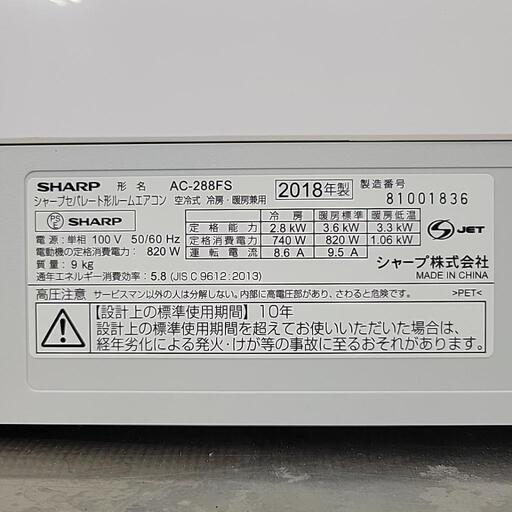 SHARP 形名 AC-288FS 2018年製 製造番号
シャープセパレート形ルームエアコン 空冷式 冷房・暖房兼用 81001836
PS E SHARP
冷房 暖房標準 暖房低温
定格能力 2.8 kW 3.6 kW 3.3 kW
定格消費電力 740 W 820 W 1.06 kW
運転電流 8.6 A 9.5 A
JET
電源：単相 100 V 50/60 Hz
電動機の定格消費電力： 820 W
質量：9 kg
通年エネルギー消費効率： 5.8 (JIS C 9612：2013)
シャープ株式会社
MADE IN CHINA
高圧注意 サービスマン以外の人は分解しない。内部に高電圧部があり、さわると危険です。
>PET<
【設計上の標準使用期間】10年
設計上の標準使用期間を超えてお使いいただいた場合は、
経年劣化による発火・けが等の事故に至るおそれがあります。